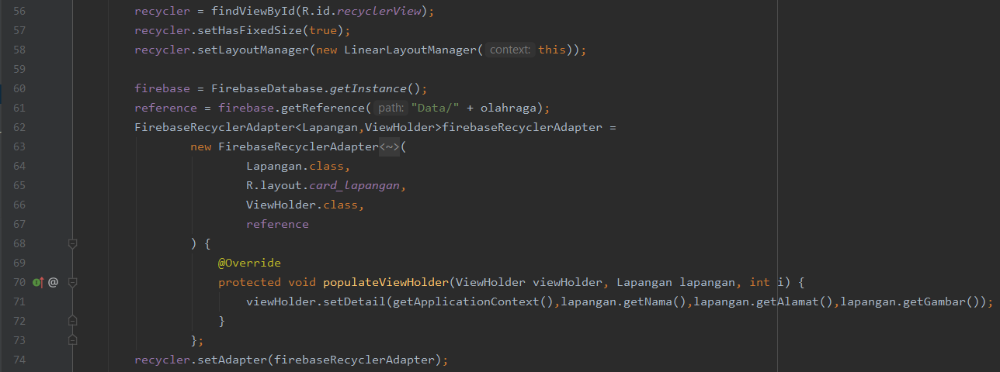 56 recycler = findViewById(R.id.recyclerView);
57 recycler.setHasFixedSize(true);
58 recycler.setLayoutManager(new LinearLayoutManager( context: this));
59
60 firebase = FirebaseDatabase.getInstance();
61 reference = firebase.getReference( path: "Data/" + olahraga);
62 FirebaseRecyclerAdapter<Lapangan,ViewHolder>firebaseRecyclerAdapter =
63 new FirebaseRecyclerAdapter<~>(
64 Lapangan.class,
65 R.layout.card_lapangan,
66 ViewHolder.class,
67 reference
68 ) {
69 @Override
70 @ protected void populateViewHolder(ViewHolder viewHolder, Lapangan lapangan, int i) {
71 viewHolder.setDetail(getApplicationContext(),lapangan.getNama(),lapangan.getAlamat(),lapangan.getGambar());
72 }
73 };
74 recycler.setAdapter(firebaseRecyclerAdapter);